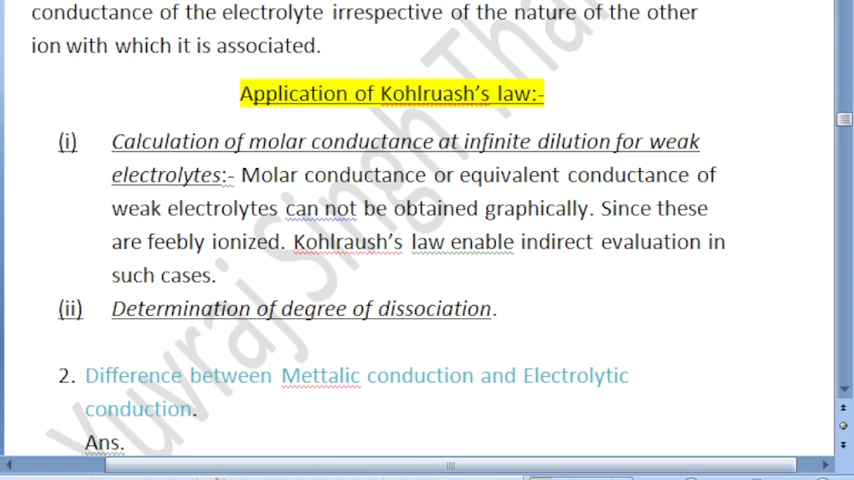 conductance of the electrolyte irrespective of the nature of the other
ion with which it is associated.
Application of Kohlruash's law:-
(i) Calculation of molar conductance at infinite dilution for weak
electrolytes:- Molar conductance or equivalent conductance of
weak electrolytes can not be obtained graphically. Since these
are feebly ionized. Kohlraush's law enable indirect evaluation in
such cases.
(ii) Determination of degree of dissociation.
2. Difference between Mettalic conduction and Electrolytic
conduction.
Ans.
Yuvraj Singh